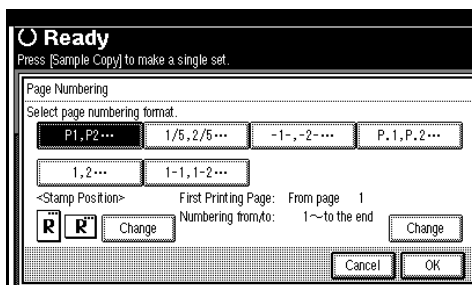 Ready
Press [Sample Copy] to make a single set.
Page Numbering
Select page numbering format.
P1,P2··· 1/5,2/5··· -1-,-2-··· P.1,P.2···
1,2··· 1-1,1-2···
<Stamp Position> First Printing Page: From page 1
R R Change Numbering from/to: 1～to the end Change
Cancel OK